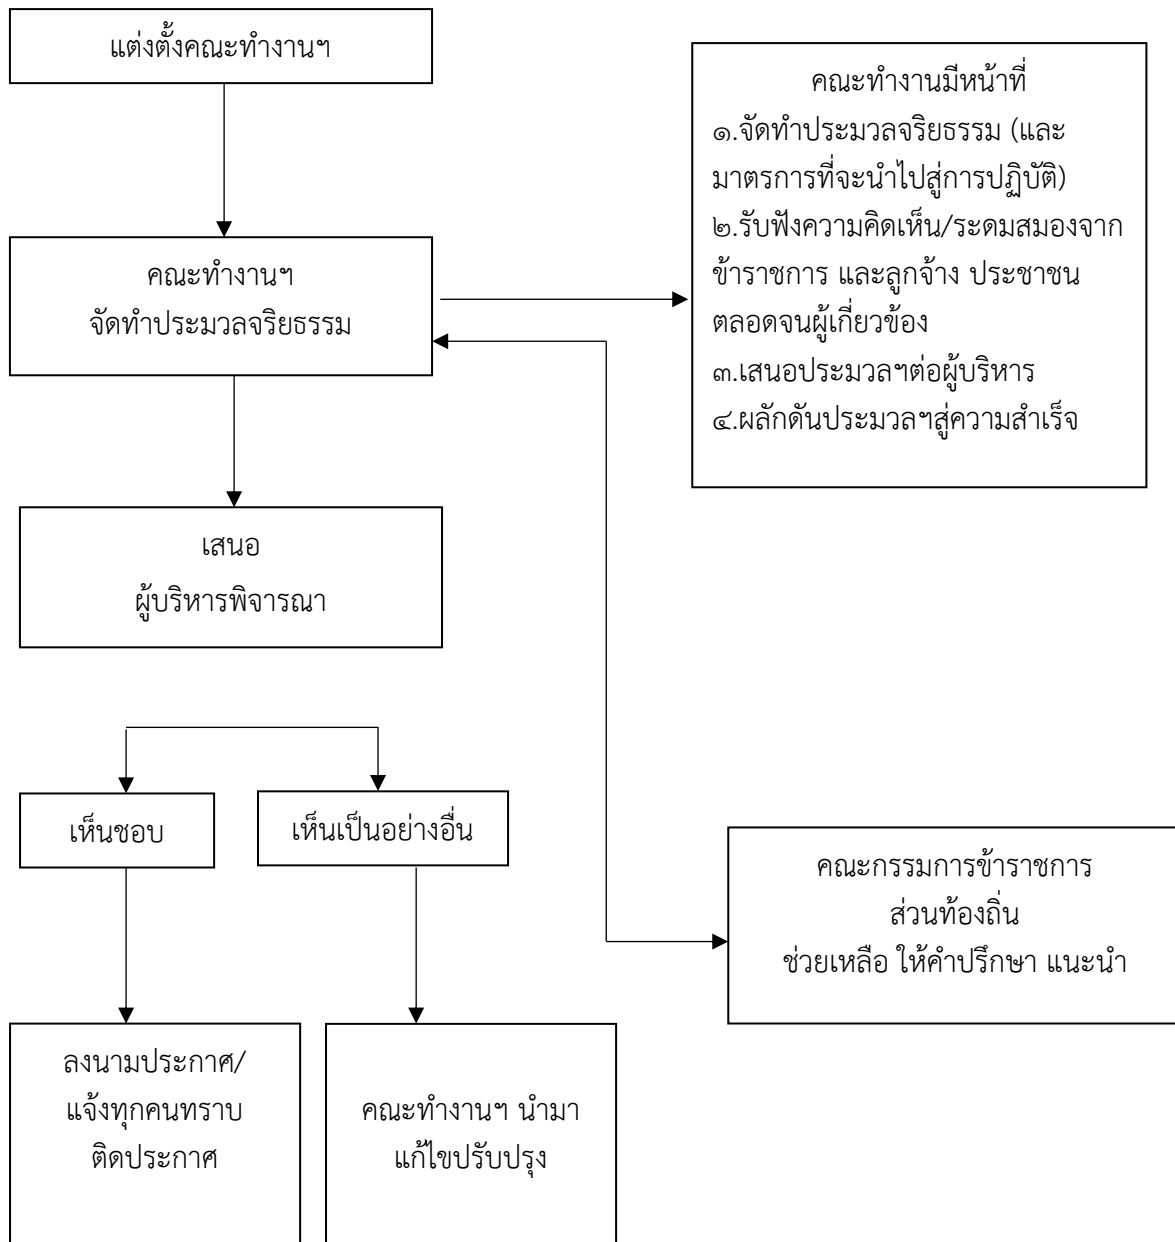 แต่งตั้งคณะทำงานฯ
คณะทำงานมีหน้าที่
๑.จัดทำประมวลจริยธรรม (และ
มาตรการที่จะนำไปสู่การปฏิบัติ)
๒.รับฟังความคิดเห็น/ระดมสมองจาก
ข้าราชการ และลูกจ้าง ประชาชน
ตลอดจนผู้เกี่ยวข้อง
๓.เสนอประมวลฯต่อผู้บริหาร
๔.ผลักดันประมวลฯสู่ความสำเร็จ
คณะทำงานฯ
จัดทำประมวลจริยธรรม
เสนอ
ผู้บริหารพิจารณา
เห็นชอบ
เห็นเป็นอย่างอื่น
คณะกรรมการข้าราชการ
ส่วนท้องถิ่น
ช่วยเหลือ ให้คำปรึกษา แนะนำ
ลงนามประกาศ/
แจ้งทุกคนทราบ
ติดประกาศ
คณะทำงานฯ นำมา
แก้ไขปรับปรุง